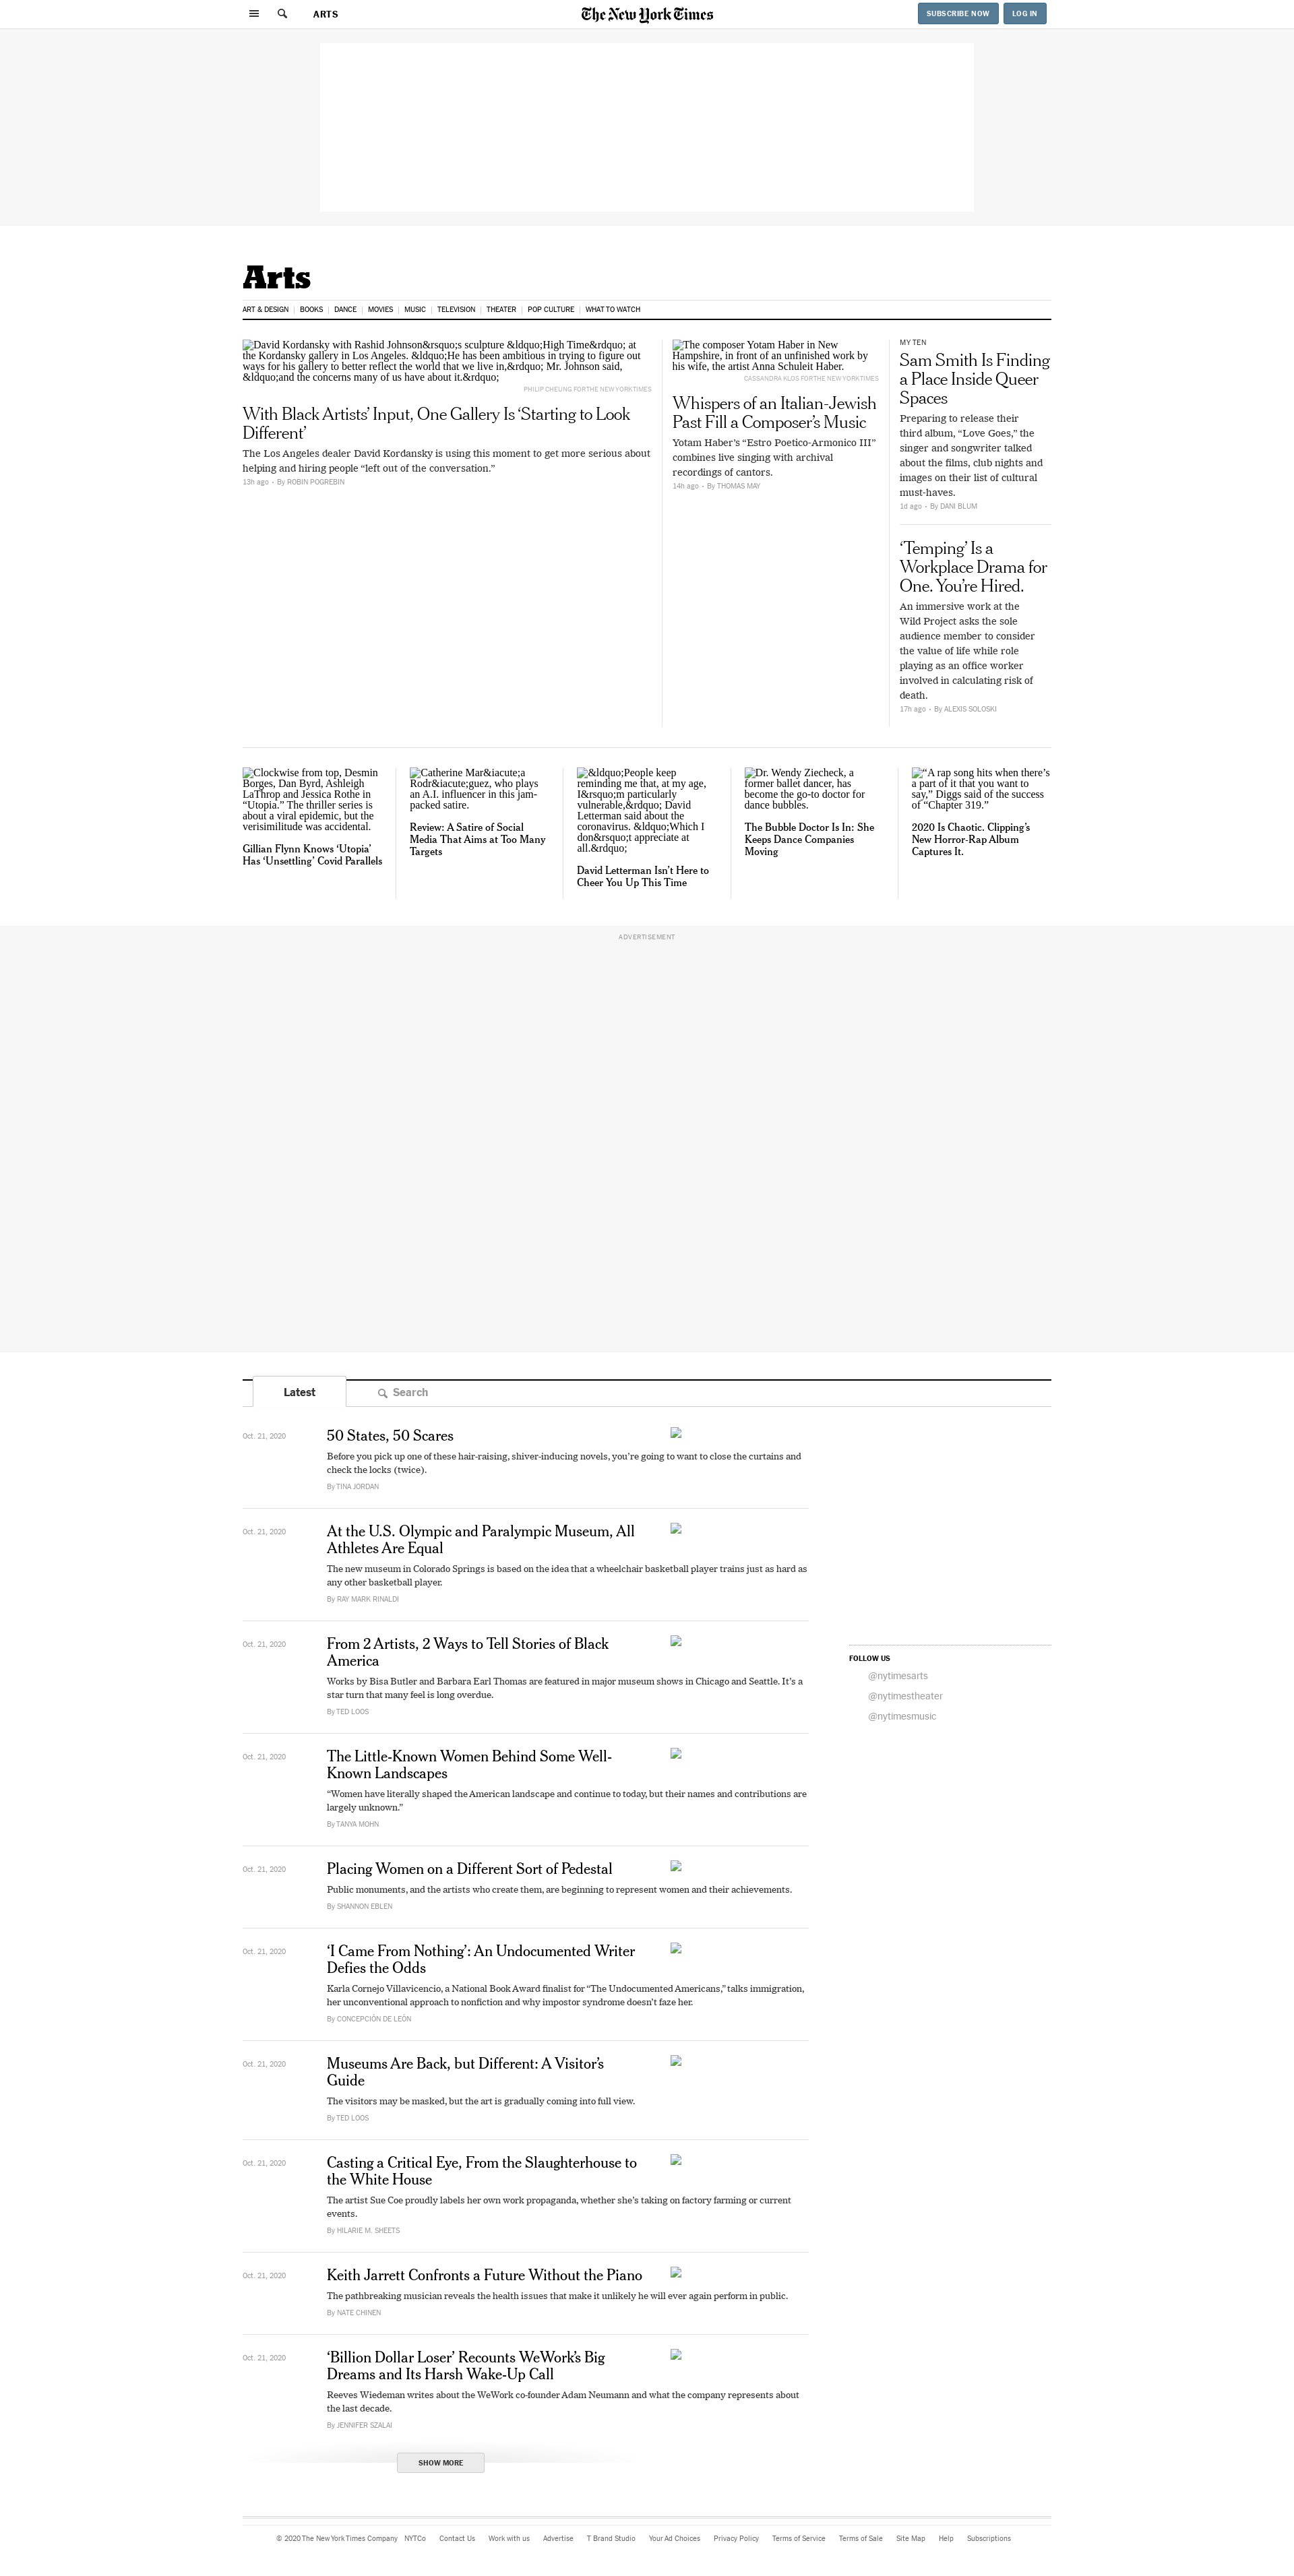 ARTS
The New York Times
SUBSCRIBE NOW
LOG IN
Arts
ART & DESIGN | BOOKS | DANCE | MOVIES | MUSIC | TELEVISION | THEATER | POP CULTURE | WHAT TO WATCH
David Kordansky with Rashid Johnson&rsquo;s sculpture &ldquo;High Time&rdquo; at
the Kordansky gallery in Los Angeles. &ldquo;He has been ambitious in trying to figure out
ways for his gallery to better reflect the world that we live in,&rdquo; Mr. Johnson said,
&ldquo;and the concerns many of us have about it.&rdquo;
PHILIP CHEUNG FOR THE NEW YORK TIMES
With Black Artists’ Input, One Gallery Is ‘Starting to Look
Different’
The Los Angeles dealer David Kordansky is using this moment to get more serious about
helping and hiring people “left out of the conversation.”
13h ago • By ROBIN POGREBIN
The composer Yotam Haber in New
Hampshire, in front of an unfinished work by
his wife, the artist Anna Schuleit Haber.
CASSANDRA KLOS FOR THE NEW YORK TIMES
Whispers of an Italian-Jewish
Past Fill a Composer’s Music
Yotam Haber’s “Estro Poetico-Armonico III”
combines live singing with archival
recordings of cantors.
14h ago • By THOMAS MAY
MY TEN
Sam Smith Is Finding
a Place Inside Queer
Spaces
Preparing to release their
third album, “Love Goes,” the
singer and songwriter talked
about the films, club nights and
images on their list of cultural
must-haves.
1d ago • By DANI BLUM
‘Temping’ Is a
Workplace Drama for
One. You’re Hired.
An immersive work at the
Wild Project asks the sole
audience member to consider
the value of life while role
playing as an office worker
involved in calculating risk of
death.
17h ago • By ALEXIS SOLOSKI
Clockwise from top, Desmin
Borges, Dan Byrd, Ashleigh
LaThrop and Jessica Rothe in
“Utopia.” The thriller series is
about a viral epidemic, but the
verisimilitude was accidental.
Gillian Flynn Knows ‘Utopia’
Has ‘Unsettling’ Covid Parallels
Catherine Mar&iacute;a
Rodr&iacute;guez, who plays
an A.I. influencer in this jam-
packed satire.
Review: A Satire of Social
Media That Aims at Too Many
Targets
&ldquo;People keep
reminding me that, at my age,
I&rsquo;m particularly
vulnerable,&rdquo; David
Letterman said about the
coronavirus. &ldquo;Which I
don&rsquo;t appreciate at
all.&rdquo;
David Letterman Isn’t Here to
Cheer You Up This Time
Dr. Wendy Ziecheck, a
former ballet dancer, has
become the go-to doctor for
dance bubbles.
The Bubble Doctor Is In: She
Keeps Dance Companies
Moving
“A rap song hits when there’s
a part of it that you want to
say,” Diggs said of the success
of “Chapter 319.”
2020 Is Chaotic. Clipping’s
New Horror-Rap Album
Captures It.
ADVERTISEMENT
Latest
Search
Oct. 21, 2020
50 States, 50 Scares
Before you pick up one of these hair-raising, shiver-inducing novels, you’re going to want to close the curtains and
check the locks (twice).
By TINA JORDAN
Oct. 21, 2020
At the U.S. Olympic and Paralympic Museum, All
Athletes Are Equal
The new museum in Colorado Springs is based on the idea that a wheelchair basketball player trains just as hard as
any other basketball player.
By RAY MARK RINALDI
Oct. 21, 2020
From 2 Artists, 2 Ways to Tell Stories of Black
America
Works by Bisa Butler and Barbara Earl Thomas are featured in major museum shows in Chicago and Seattle. It’s a
star turn that many feel is long overdue.
By TED LOOS
FOLLOW US
@nytimesarts
@nytimestheater
@nytimesmusic
Oct. 21, 2020
The Little-Known Women Behind Some Well-
Known Landscapes
“Women have literally shaped the American landscape and continue to today, but their names and contributions are
largely unknown.”
By TANYA MOHN
Oct. 21, 2020
Placing Women on a Different Sort of Pedestal
Public monuments, and the artists who create them, are beginning to represent women and their achievements.
By SHANNON EBLEN
Oct. 21, 2020
‘I Came From Nothing’: An Undocumented Writer
Defies the Odds
Karla Cornejo Villavicencio, a National Book Award finalist for “The Undocumented Americans,” talks immigration,
her unconventional approach to nonfiction and why impostor syndrome doesn’t faze her.
By CONCEPCIÓN DE LEÓN
Oct. 21, 2020
Museums Are Back, but Different: A Visitor’s
Guide
The visitors may be masked, but the art is gradually coming into full view.
By TED LOOS
Oct. 21, 2020
Casting a Critical Eye, From the Slaughterhouse to
the White House
The artist Sue Coe proudly labels her own work propaganda, whether she’s taking on factory farming or current
events.
By HILARIE M. SHEETS
Oct. 21, 2020
Keith Jarrett Confronts a Future Without the Piano
The pathbreaking musician reveals the health issues that make it unlikely he will ever again perform in public.
By NATE CHINEN
Oct. 21, 2020
‘Billion Dollar Loser’ Recounts WeWork’s Big
Dreams and Its Harsh Wake-Up Call
Reeves Wiedeman writes about the WeWork co-founder Adam Neumann and what the company represents about
the last decade.
By JENNIFER SZALAI
SHOW MORE
© 2020 The New York Times Company NYTCo Contact Us Work with us Advertise T Brand Studio Your Ad Choices Privacy Policy Terms of Service Terms of Sale Site Map Help Subscriptions